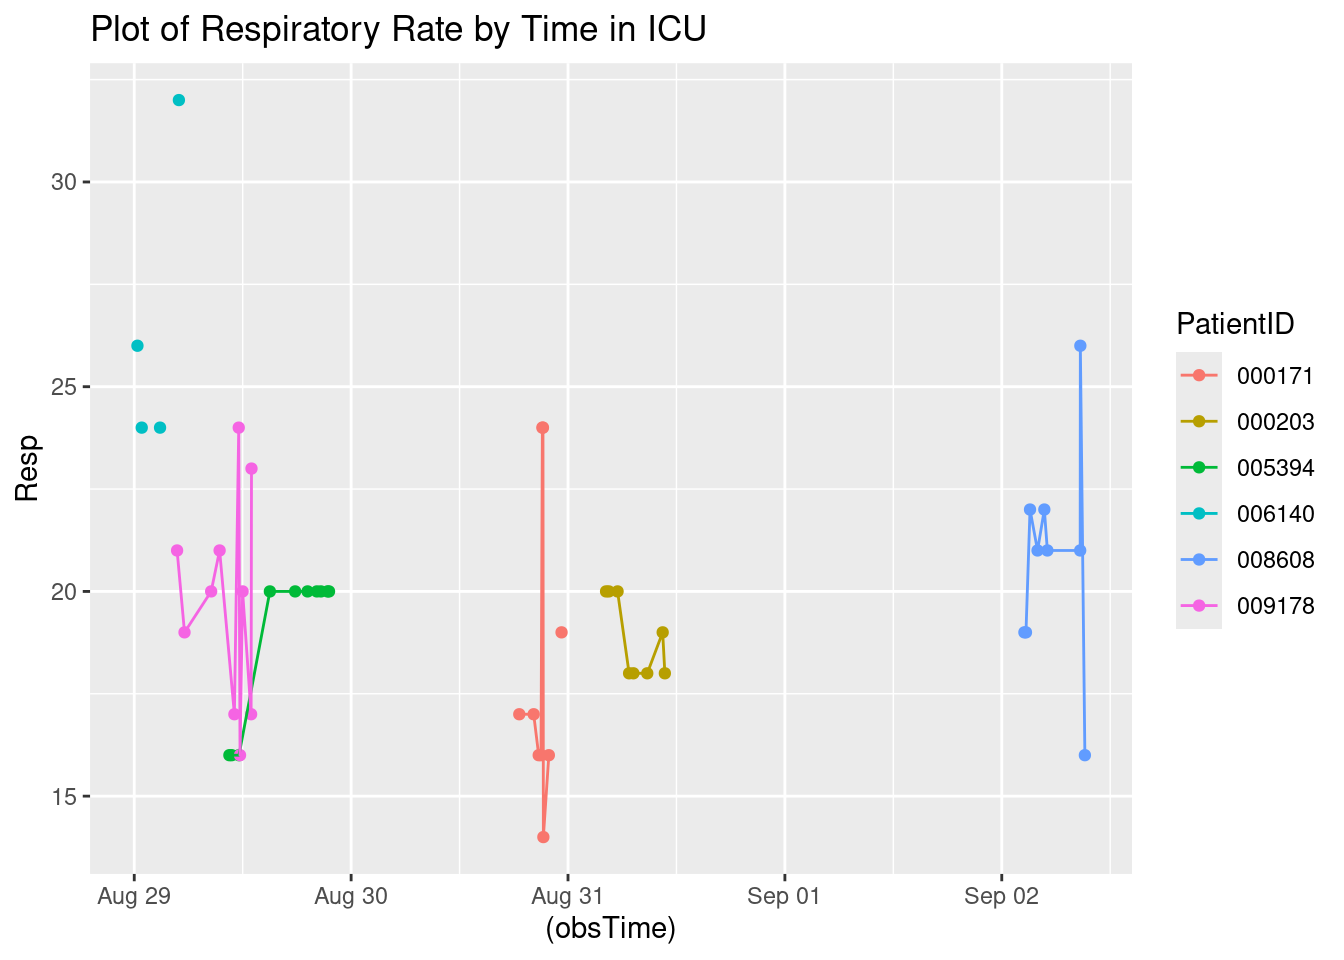 Plot of Respiratory Rate by Time in ICU
30
25
20
15
Resp
Aug 29 Aug 30 Aug 31 Sep 01 Sep 02
(obsTime)
PatientID
000171
000203
005394
006140
008608
009178